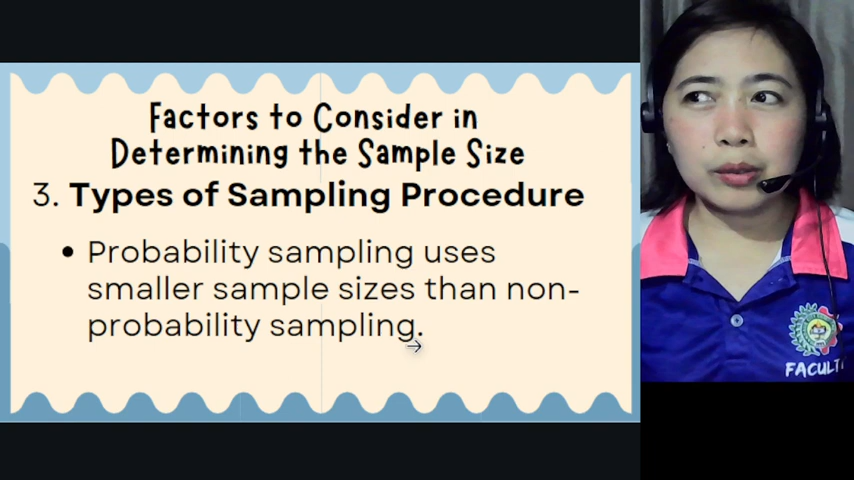 Factors to Consider in
Determining the Sample Size
3. Types of Sampling Procedure
• Probability sampling uses
smaller sample sizes than non-
probability sampling.
FACULT